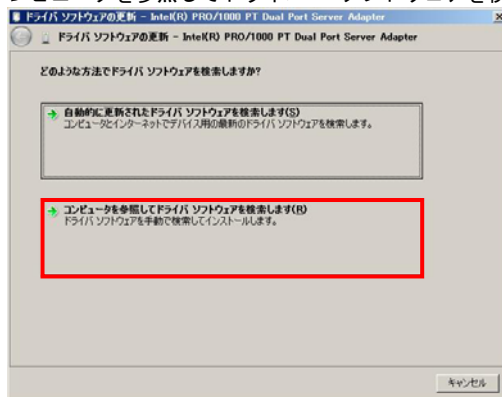 ドライバ ソフトウェアの更新 - Intel(R) PRO/1000 PT Dual Port Server Adapter
ドライバ ソフトウェアの更新 - Intel(R) PRO/1000 PT Dual Port Server Adapter
どのような方法でドライバ ソフトウェアを検索しますか?
自動的に更新されたドライバ ソフトウェアを検索します(S)
コンピュータとインターネットでデバイス用の最新のドライバ ソフトウェアを検索します。
コンピュータを参照してドライバ ソフトウェアを検索します(R)
ドライバ ソフトウェアを手動で検索してインストールします。
キャンセル